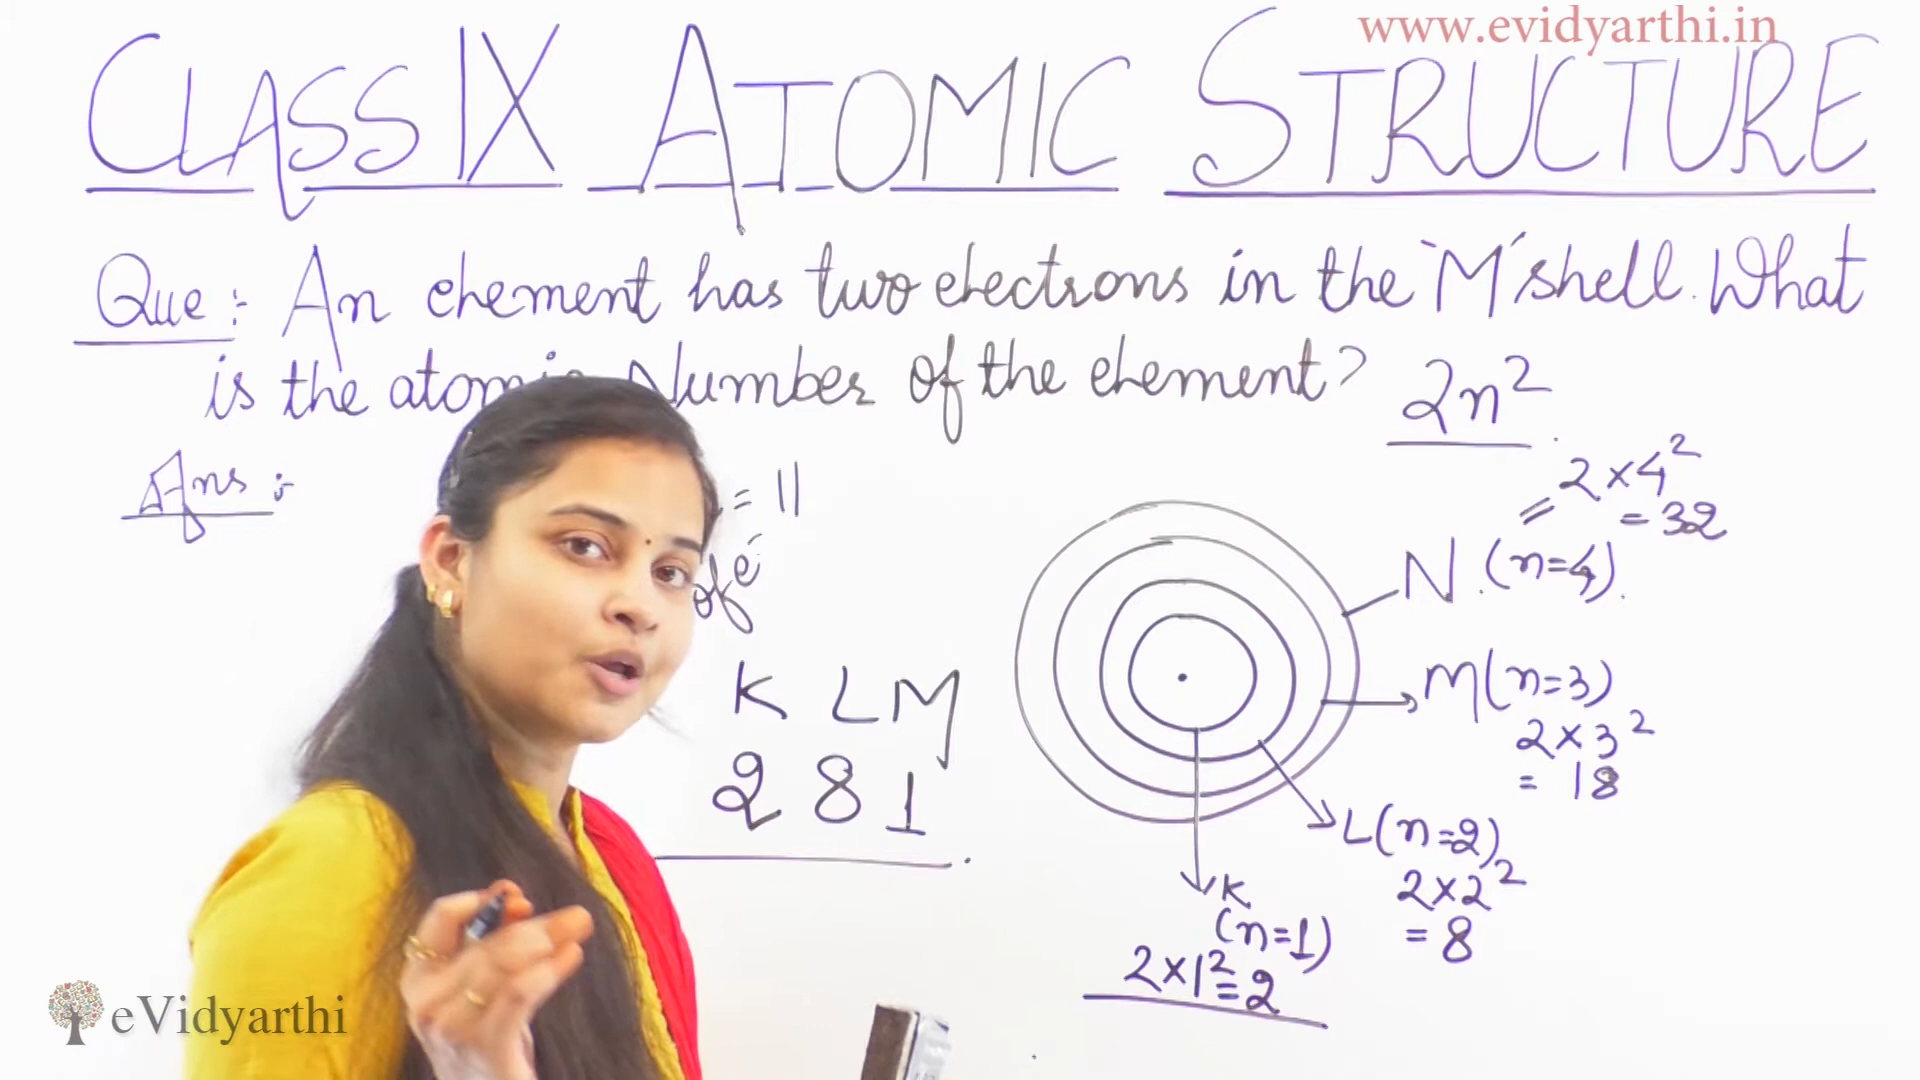 www.evidyarthi.in
CLASS IX ATOMIC STRUCTURE
Que :- An element has two electrons in the "M" shell. What
is the atomic Number of the element?
2n²
Ans :-
= 11
of e⁻
K L M
2 8 1
= 2 × 4²
= 32
N (n=4)
M (n=3)
2 × 3²
= 18
L (n=2)
2 × 2²
= 8
K
(n=1)
2 × 1² = 2
eVidyarthi